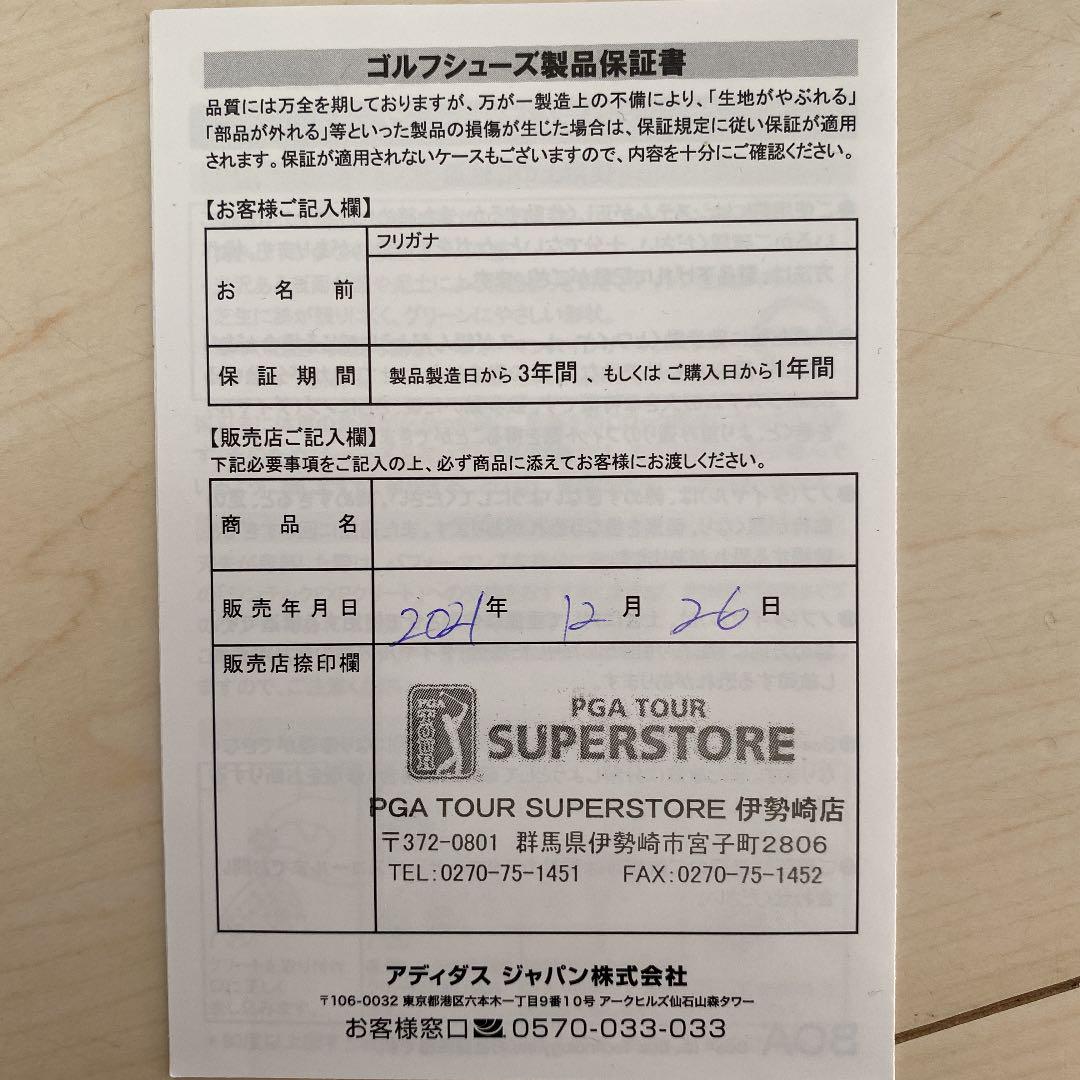 ゴルフシューズ製品保証書
品質には万全を期しておりますが、万が一製造上の不備により、「生地がやぶれる」
「部品が外れる」等といった製品の損傷が生じた場合は、保証規定に従い保証が適用
されます。保証が適用されないケースもございますので、内容を十分にご確認ください。
【お客様ご記入欄】
フリガナ
お名前
保証期間 製品製造日から3年間、もしくはご購入日から1年間
【販売店ご記入欄】
下記必要事項をご記入の上、必ず商品に添えてお客様にお渡しください。
商品名
販売年月日 2021年 12月 26日
販売店捺印欄
PGA TOUR
SUPERSTORE
PGA TOUR SUPERSTORE 伊勢崎店
〒372-0801 群馬県伊勢崎市宮子町2806
TEL:0270-75-1451 FAX:0270-75-1452
アディダス ジャパン株式会社
〒106-0032 東京都港区六本木一丁目9番10号 アークヒルズ仙石山森タワー
お客様窓口 0570-033-033